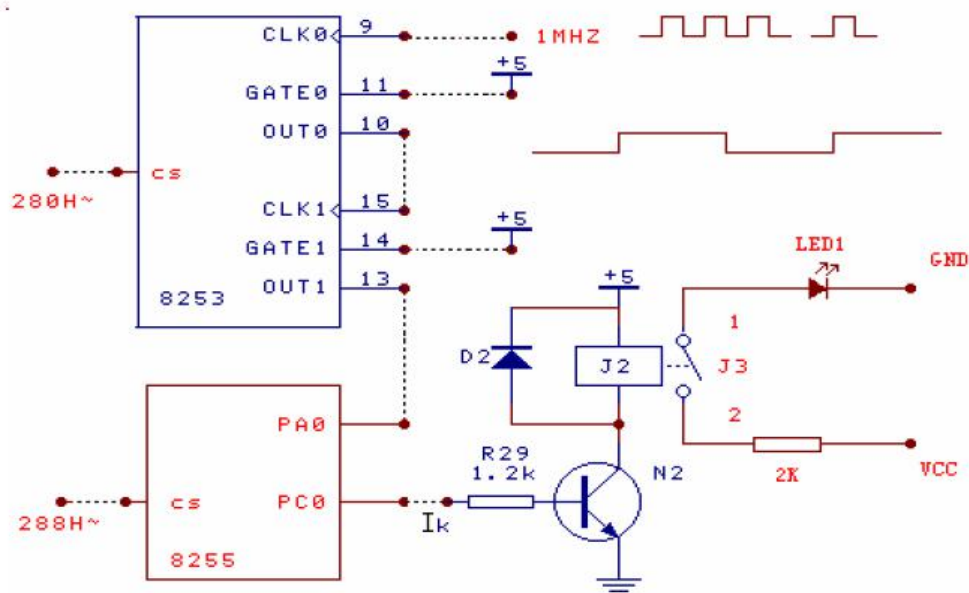 CLK0 9 1MHZ
+5
GATE0 11
OUT0 10
cs
280H~
CLK1 15
+5
GATE1 14
LED1
GND
OUT1 13
+5
8253
1
D2
J2
J3
PA0
2
R29
1.2k
N2
2K
VCC
cs
PC0
Ik
288H~
8255